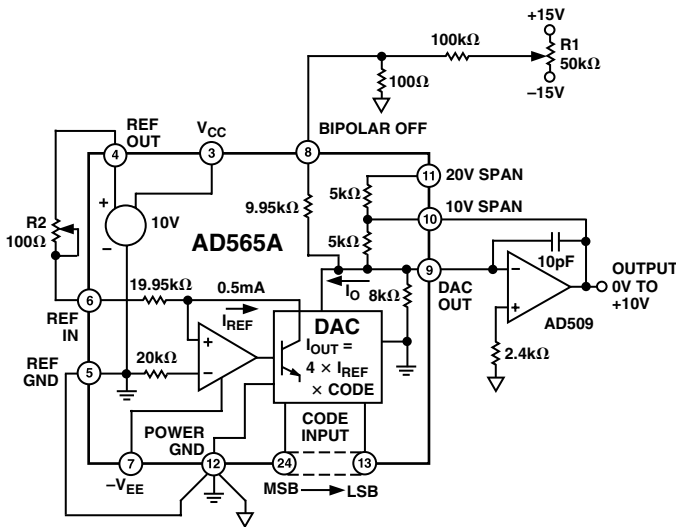 +15V
100kΩ
R1
50kΩ
100Ω
–15V
REF
OUT
VCC
BIPOLAR OFF
4
3
8
11
20V SPAN
5kΩ
9.95kΩ
10
10V SPAN
+
10V
–
R2
100Ω
AD565A
5kΩ
10pF
OUTPUT
0V TO
+10V
9
DAC
OUT
–
+
AD509
19.95kΩ
0.5mA
IO
8kΩ
6
REF
IN
IREF
DAC
IOUT =
4 × IREF
× CODE
2.4kΩ
+
–
REF
GND
5
20kΩ
POWER
GND
CODE
INPUT
7
12
24
13
–VEE
MSB
LSB